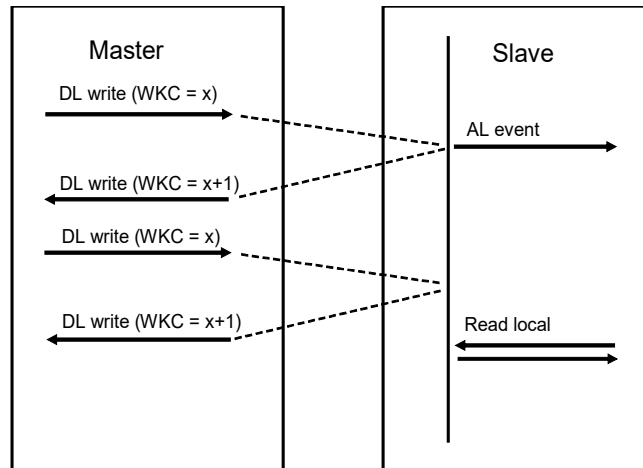 Master
Slave
DL write (WKC = x)
AL event
DL write (WKC = x+1)
DL write (WKC = x)
DL write (WKC = x+1)
Read local